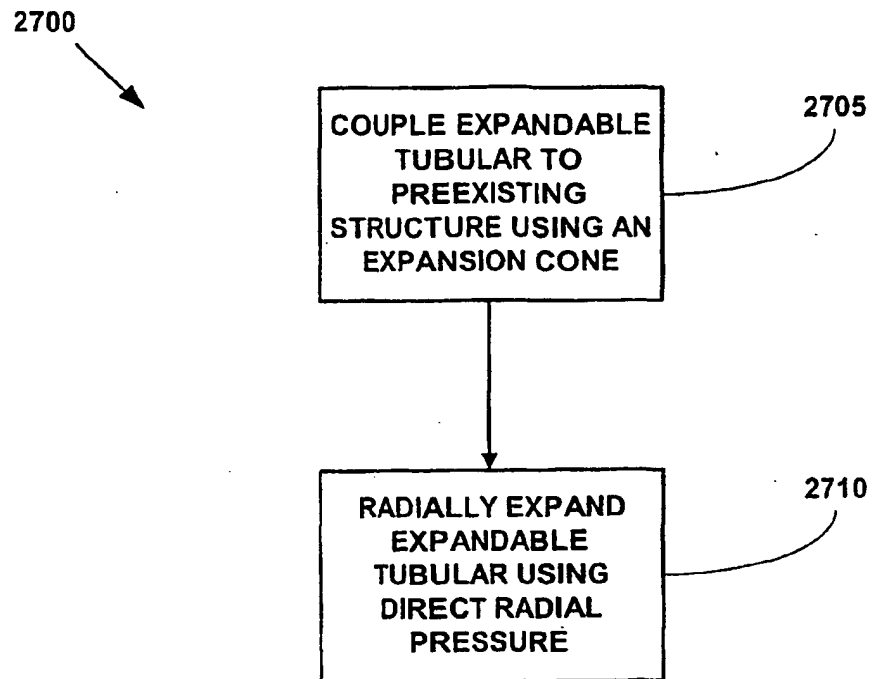 2700
COUPLE EXPANDABLE
TUBULAR TO
PREEXISTING
STRUCTURE USING AN
EXPANSION CONE
2705
RADIALLY EXPAND
EXPANDABLE
TUBULAR USING
DIRECT RADIAL
PRESSURE
2710